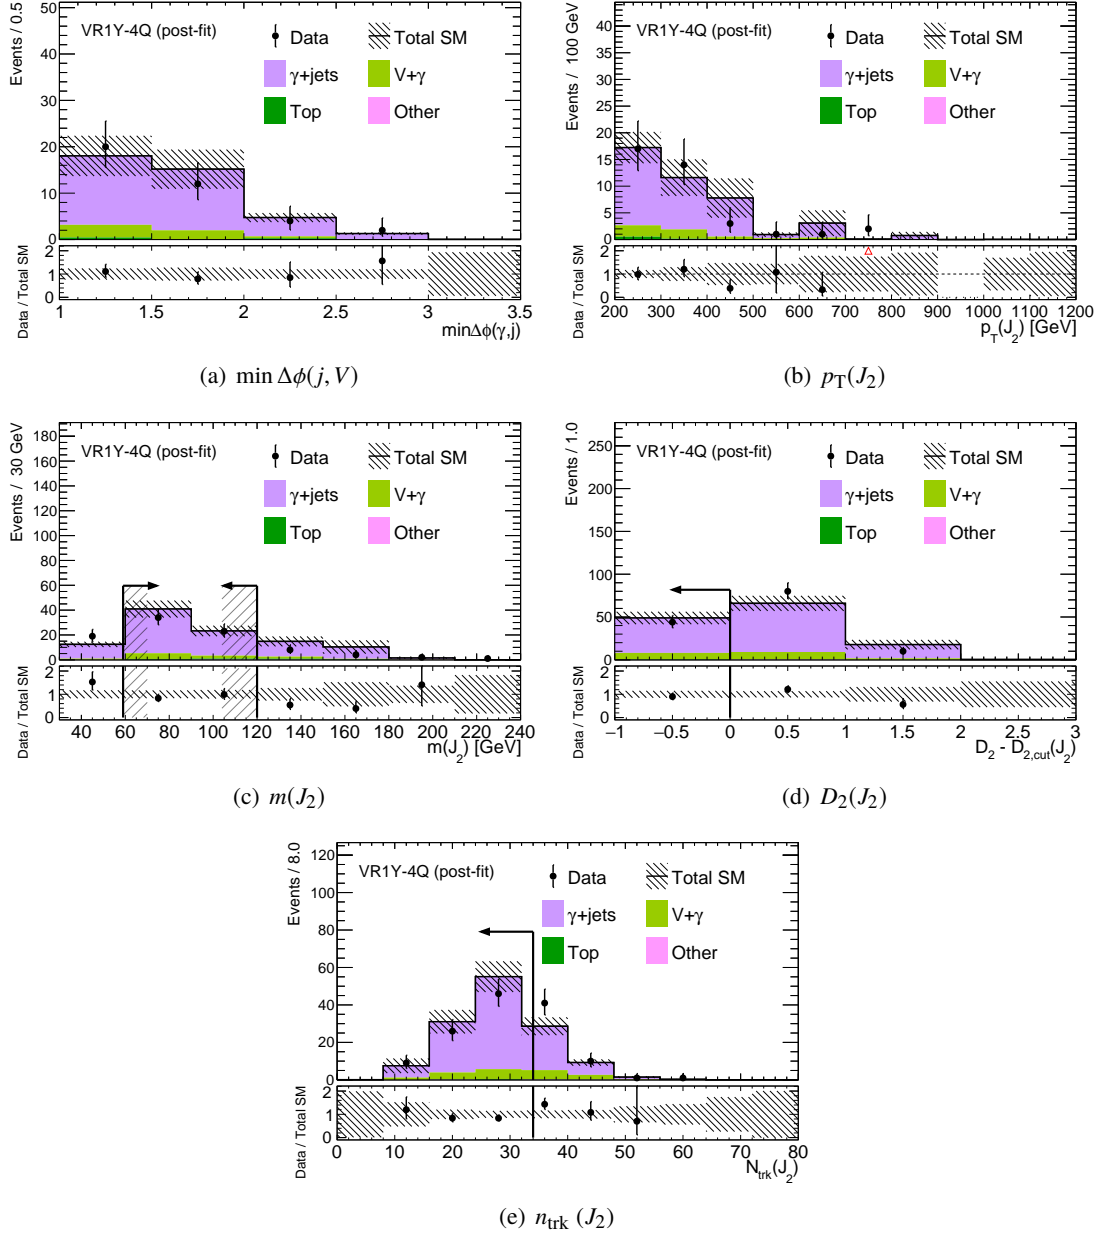 Events / 0.5
VR1Y-4Q (post-fit)
Data
Total SM
γ+jets
V+γ
Top
Other
50
40
30
20
10
0
Data / Total SM
2
1
0
1 1.5 2 2.5 3 3.5
minΔϕ(γ,j)
(a) min Δϕ(j, V)
Events / 100 GeV
VR1Y-4Q (post-fit)
Data
Total SM
γ+jets
V+γ
Top
Other
40
35
30
25
20
15
10
5
0
Data / Total SM
2
1
0
200 300 400 500 600 700 800 900 1000 1100 1200
p_T(J_2) [GeV]
(b) p_T(J_2)
Events / 30 GeV
VR1Y-4Q (post-fit)
Data
Total SM
γ+jets
V+γ
Top
Other
180
160
140
120
100
80
60
40
20
0
Data / Total SM
2
1
0
40 60 80 100 120 140 160 180 200 220 240
m(J_2) [GeV]
(c) m(J_2)
Events / 1.0
VR1Y-4Q (post-fit)
Data
Total SM
γ+jets
V+γ
Top
Other
250
200
150
100
50
0
Data / Total SM
2
1
0
−1 −0.5 0 0.5 1 1.5 2 2.5 3
D_2 - D_2,cut(J_2)
(d) D_2(J_2)
Events / 8.0
VR1Y-4Q (post-fit)
Data
Total SM
γ+jets
V+γ
Top
Other
120
100
80
60
40
20
0
Data / Total SM
2
1
0
0 10 20 30 40 50 60 70 80
N_trk(J_2)
(e) n_trk (J_2)